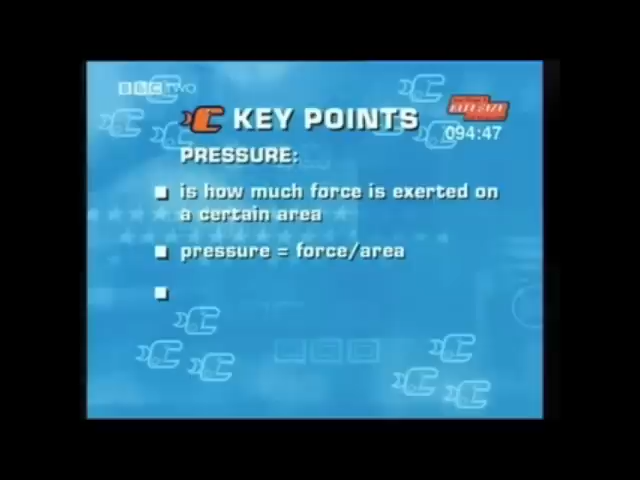 BBC TWO
KEY POINTS
BITESIZE
094:47
PRESSURE:
is how much force is exerted on
a certain area
pressure = force/area